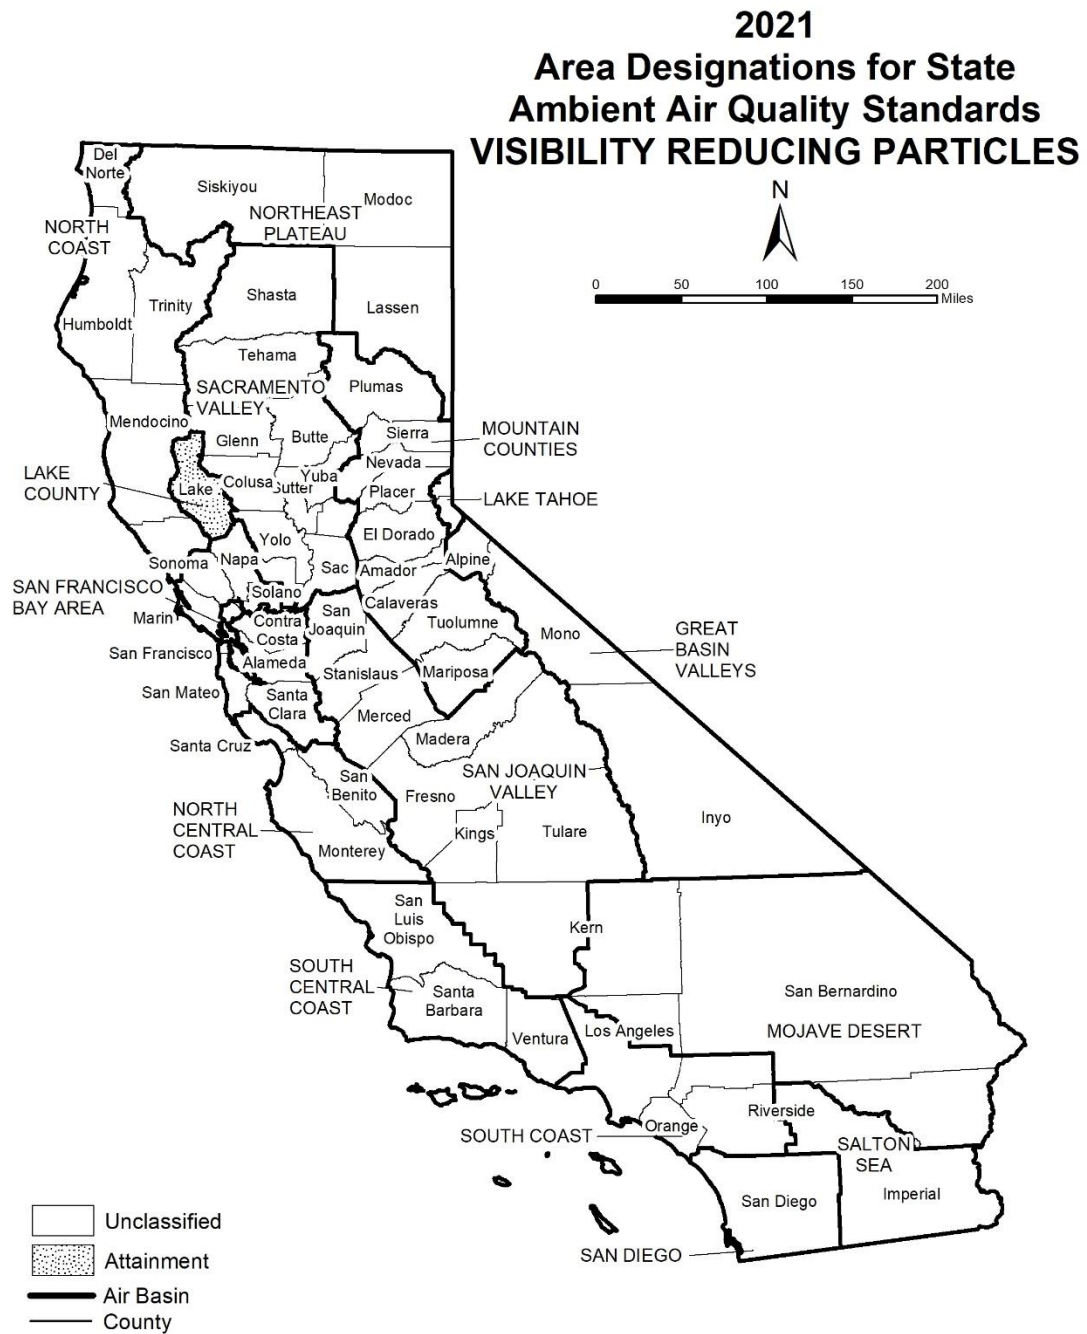 2021
Area Designations for State
Ambient Air Quality Standards
VISIBILITY REDUCING PARTICLES
N
0 50 100 150 200
Miles
Del
Norte
Siskiyou
Modoc
NORTHEAST
PLATEAU
NORTH
COAST
Shasta
Trinity
Lassen
Humboldt
Tehama
Plumas
SACRAMENTO
VALLEY
Mendocino
Glenn
Butte
Sierra
MOUNTAIN
COUNTIES
Nevada
LAKE
COUNTY
Lake
Colusa
Sutter
Yuba
Placer
LAKE TAHOE
Yolo
El Dorado
Sonoma
Napa
Sac
Amador
Alpine
SAN FRANCISCO
BAY AREA
Solano
Marin
Contra
Costa
San
Joaquin
Calaveras
Tuolumne
Mono
GREAT
BASIN
VALLEYS
San Francisco
Alameda
Stanislaus
Mariposa
San Mateo
Santa
Clara
Merced
Madera
Santa Cruz
San
Benito
Fresno
SAN JOAQUIN
VALLEY
NORTH
CENTRAL
COAST
Monterey
Kings
Tulare
Inyo
San
Luis
Obispo
Kern
SOUTH
CENTRAL
COAST
Santa
Barbara
Ventura
Los Angeles
San Bernardino
MOJAVE DESERT
Orange
Riverside
SOUTH COAST
SALTON
SEA
San Diego
Imperial
SAN DIEGO
Unclassified
Attainment
Air Basin
County